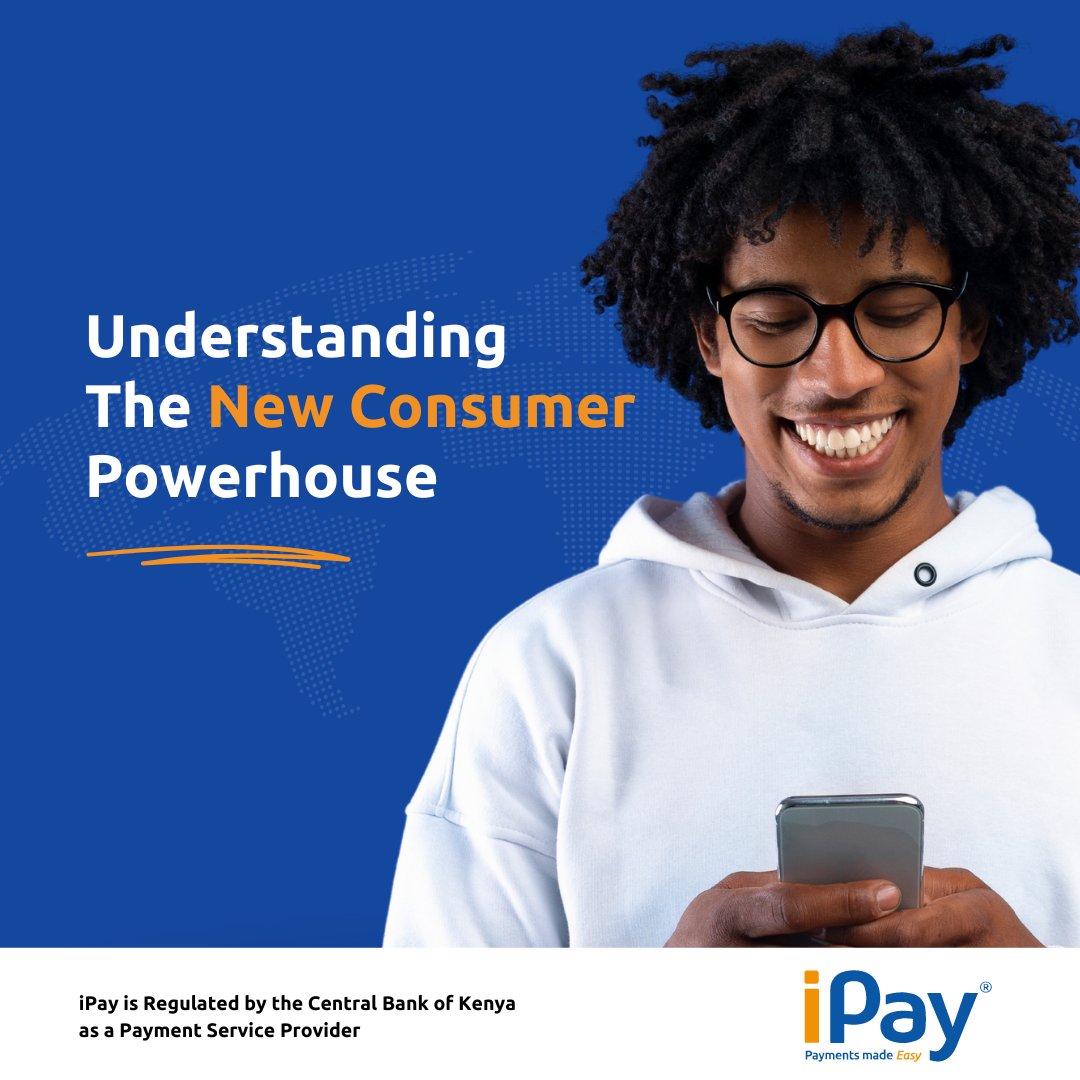 Understanding
The New Consumer
Powerhouse
iPay is Regulated by the Central Bank of Kenya
as a Payment Service Provider
iPay®
Payments made Easy